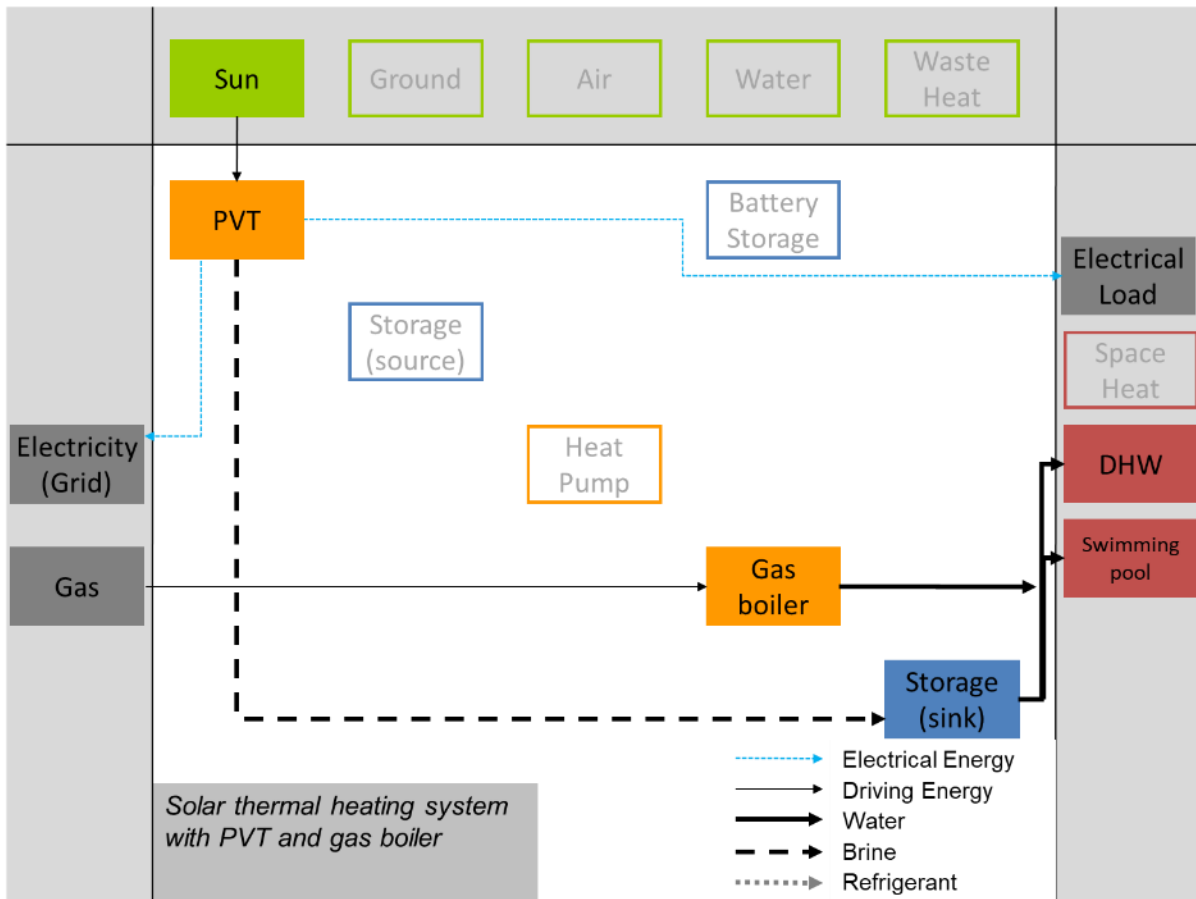 Sun
Ground
Air
Water
Waste
Heat
PVT
Battery
Storage
Electrical
Load
Storage
(source)
Space
Heat
Electricity
(Grid)
Heat
Pump
DHW
Gas
Gas
boiler
Swimming
pool
Storage
(sink)
Electrical Energy
Driving Energy
Water
Brine
Refrigerant
Solar thermal heating system
with PVT and gas boiler